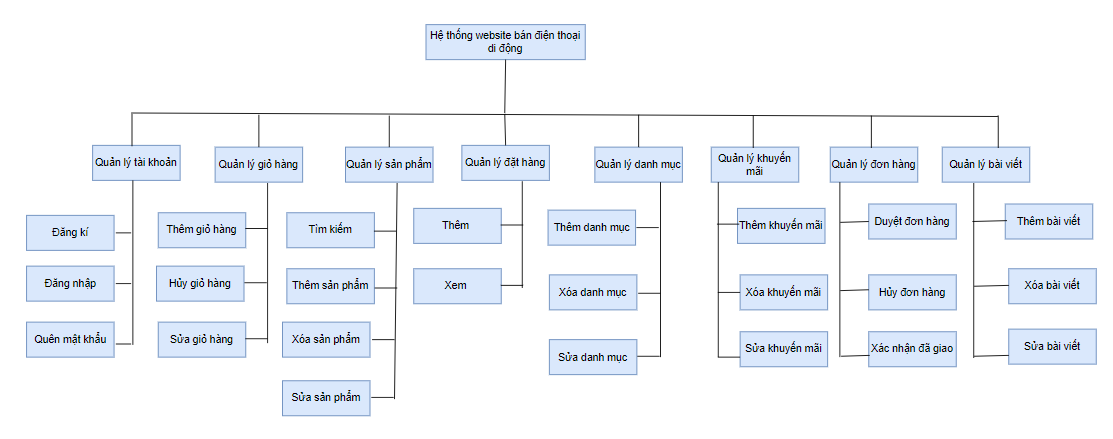 Hệ thống website bán điện thoại
di động
Quản lý tài khoản
Quản lý giỏ hàng
Quản lý sản phẩm
Quản lý đặt hàng
Quản lý danh mục
Quản lý khuyến
mãi
Quản lý đơn hàng
Quản lý bài viết
Đăng kí
Thêm giỏ hàng
Tìm kiếm
Thêm
Thêm danh mục
Thêm khuyến mãi
Duyệt đơn hàng
Thêm bài viết
Đăng nhập
Hủy giỏ hàng
Thêm sản phẩm
Xem
Xóa danh mục
Xóa khuyến mãi
Hủy đơn hàng
Xóa bài viết
Quên mật khẩu
Sửa giỏ hàng
Xóa sản phẩm
Sửa danh mục
Sửa khuyến mãi
Xác nhận đã giao
Sửa bài viết
Sửa sản phẩm